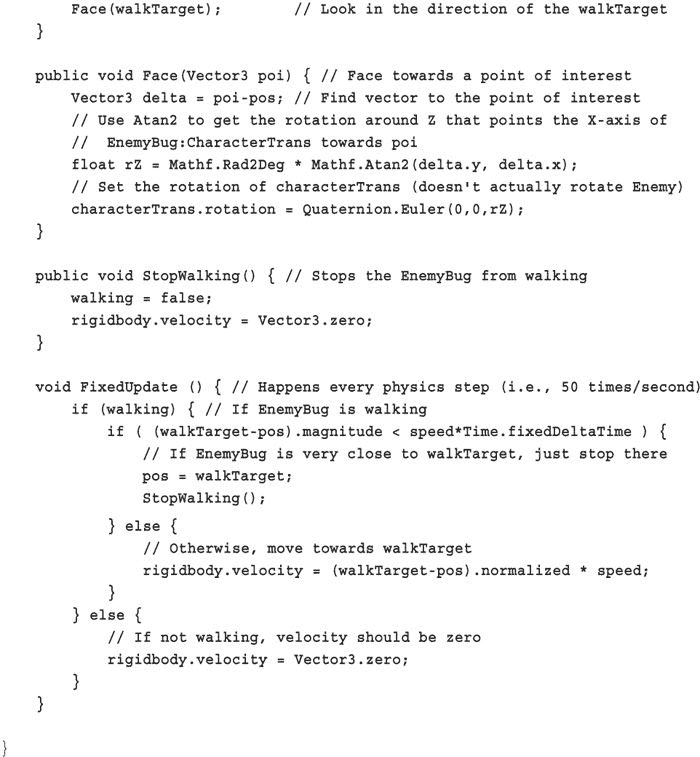 Face(walkTarget);        // Look in the direction of the walkTarget
}
public void Face(Vector3 poi) { // Face towards a point of interest
Vector3 delta = poi-pos; // Find vector to the point of interest
// Use Atan2 to get the rotation around Z that points the X-axis of
//  EnemyBug:CharacterTrans towards poi
float rZ = Mathf.Rad2Deg * Mathf.Atan2(delta.y, delta.x);
// Set the rotation of characterTrans (doesn't actually rotate Enemy)
characterTrans.rotation = Quaternion.Euler(0,0,rZ);
}
public void StopWalking() { // Stops the EnemyBug from walking
walking = false;
rigidbody.velocity = Vector3.zero;
}
void FixedUpdate () { // Happens every physics step (i.e., 50 times/second)
if (walking) { // If EnemyBug is walking
if ( (walkTarget-pos).magnitude < speed*Time.fixedDeltaTime ) {
// If EnemyBug is very close to walkTarget, just stop there
pos = walkTarget;
StopWalking();
} else {
// Otherwise, move towards walkTarget
rigidbody.velocity = (walkTarget-pos).normalized * speed;
}
} else {
// If not walking, velocity should be zero
rigidbody.velocity = Vector3.zero;
}
}
}